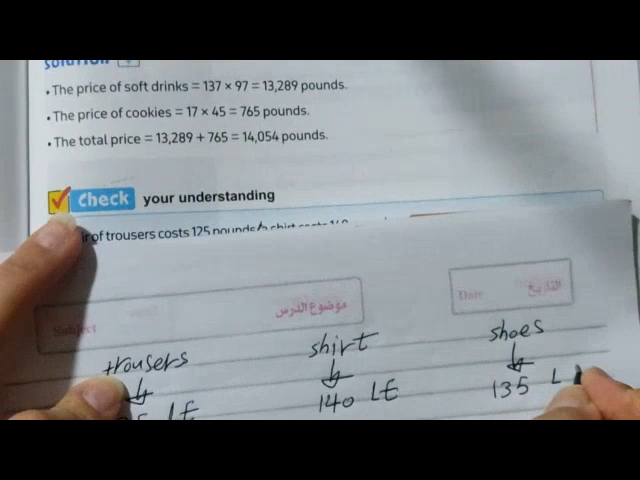 • The price of soft drinks = 137 × 97 = 13,289 pounds.
• The price of cookies = 17 × 45 = 765 pounds.
• The total price = 13,289 + 765 = 14,054 pounds.
Check your understanding
of trousers costs 125 pounds
موضوع الدرس
Subject
Date التاريخ
trousers shirt shoes
LE 140 LE 135 L